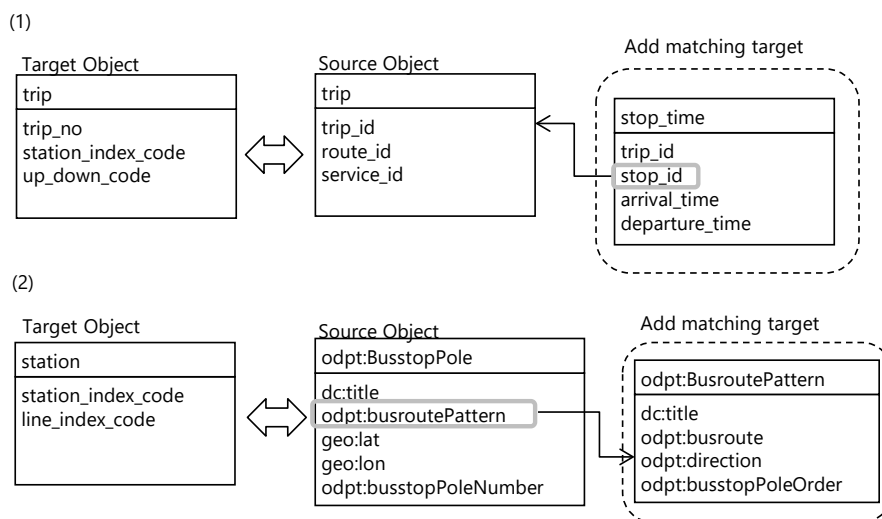 (1)
Add matching target
Target Object
Source Object
trip
trip
stop_time
trip_no
station_index_code
up_down_code
trip_id
route_id
service_id
trip_id
stop_id
arrival_time
departure_time
(2)
Target Object
Source Object
Add matching target
station
odpt:BusstopPole
odpt:BusroutePattern
station_index_code
line_index_code
dc:title
odpt:busroutePattern
geo:lat
geo:lon
odpt:busstopPoleNumber
dc:title
odpt:busroute
odpt:direction
odpt:busstopPoleOrder